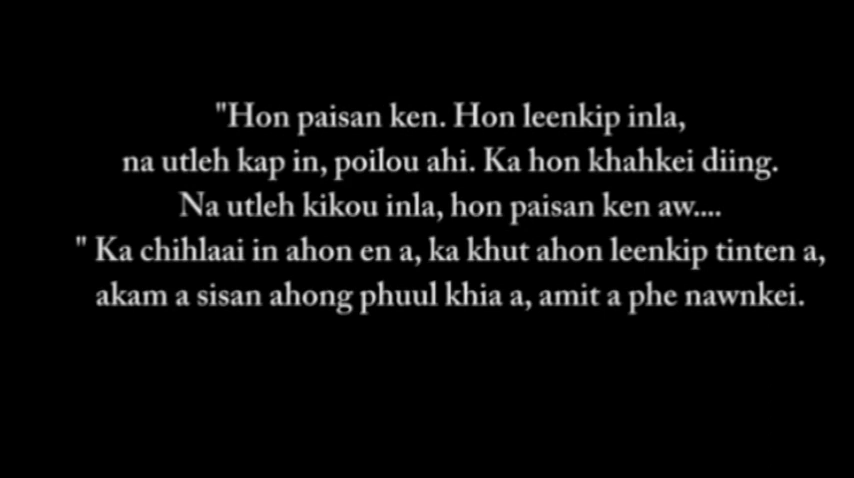 "Hon paisan ken. Hon leenkip inla,
na utleh kap in, poilou ahi. Ka hon khahkei diing.
Na utleh kikou inla, hon paisan ken aw....
" Ka chihlaai in ahon en a, ka khut ahon leenkip tinten a,
akam a sisan ahong phuul khia a, amit a phe nawnkei.